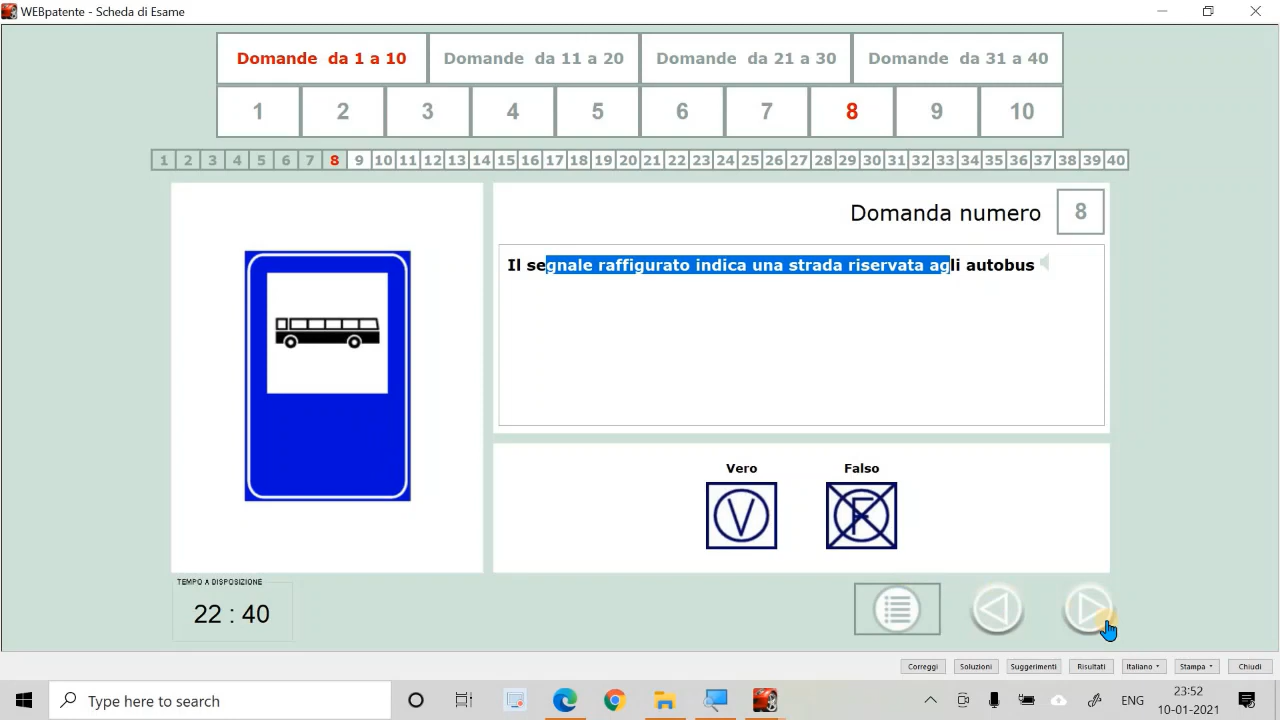 WEBpatente - Scheda di Esame
Domande da 1 a 10
Domande da 11 a 20
Domande da 21 a 30
Domande da 31 a 40
1 2 3 4 5 6 7 8 9 10
1 2 3 4 5 6 7 8 9 10 11 12 13 14 15 16 17 18 19 20 21 22 23 24 25 26 27 28 29 30 31 32 33 34 35 36 37 38 39 40
Domanda numero 8
Il segnale raffigurato indica una strada riservata agli autobus
Vero Falso
V F
TEMPO A DISPOSIZIONE
22 : 40
Correggi Soluzioni Suggerimenti Risultati Italiano Stampa Chiudi
Type here to search
ENG
23:52
10-01-2021